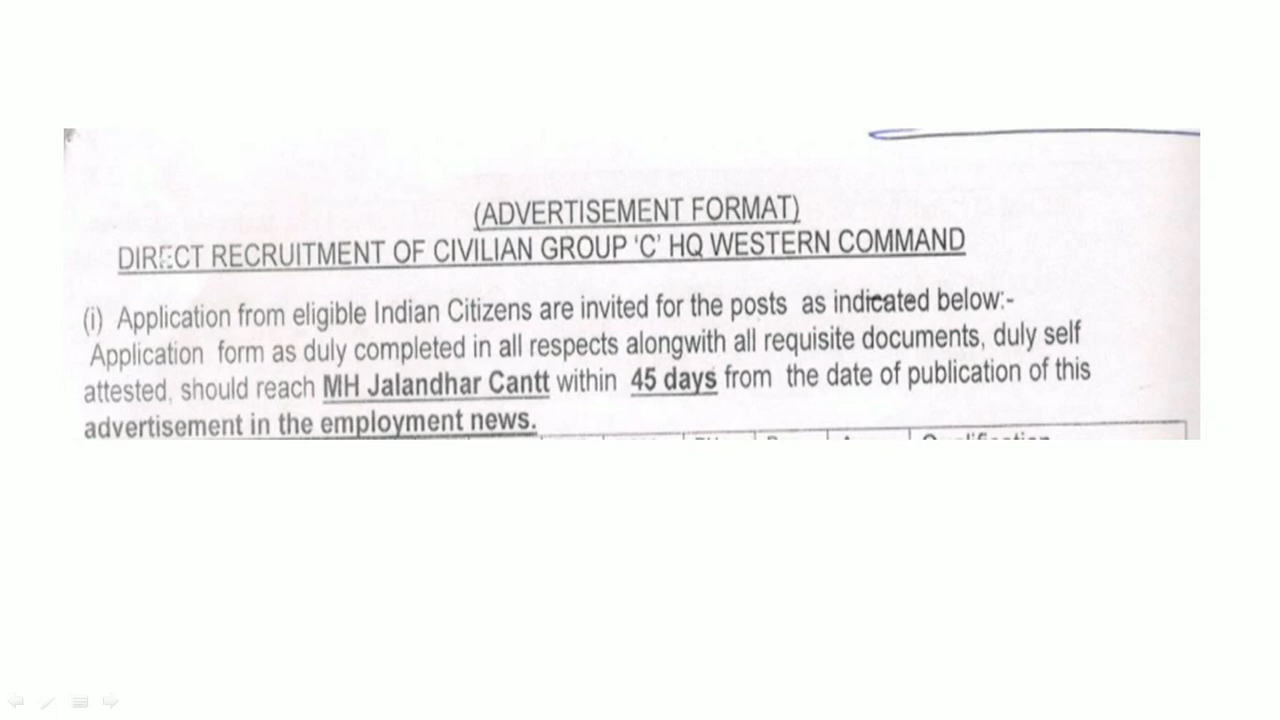 (ADVERTISEMENT FORMAT)
DIRECT RECRUITMENT OF CIVILIAN GROUP 'C' HQ WESTERN COMMAND
(i) Application from eligible Indian Citizens are invited for the posts as indicated below:-
Application form as duly completed in all respects alongwith all requisite documents, duly self
attested, should reach MH Jalandhar Cantt within 45 days from the date of publication of this
advertisement in the employment news.